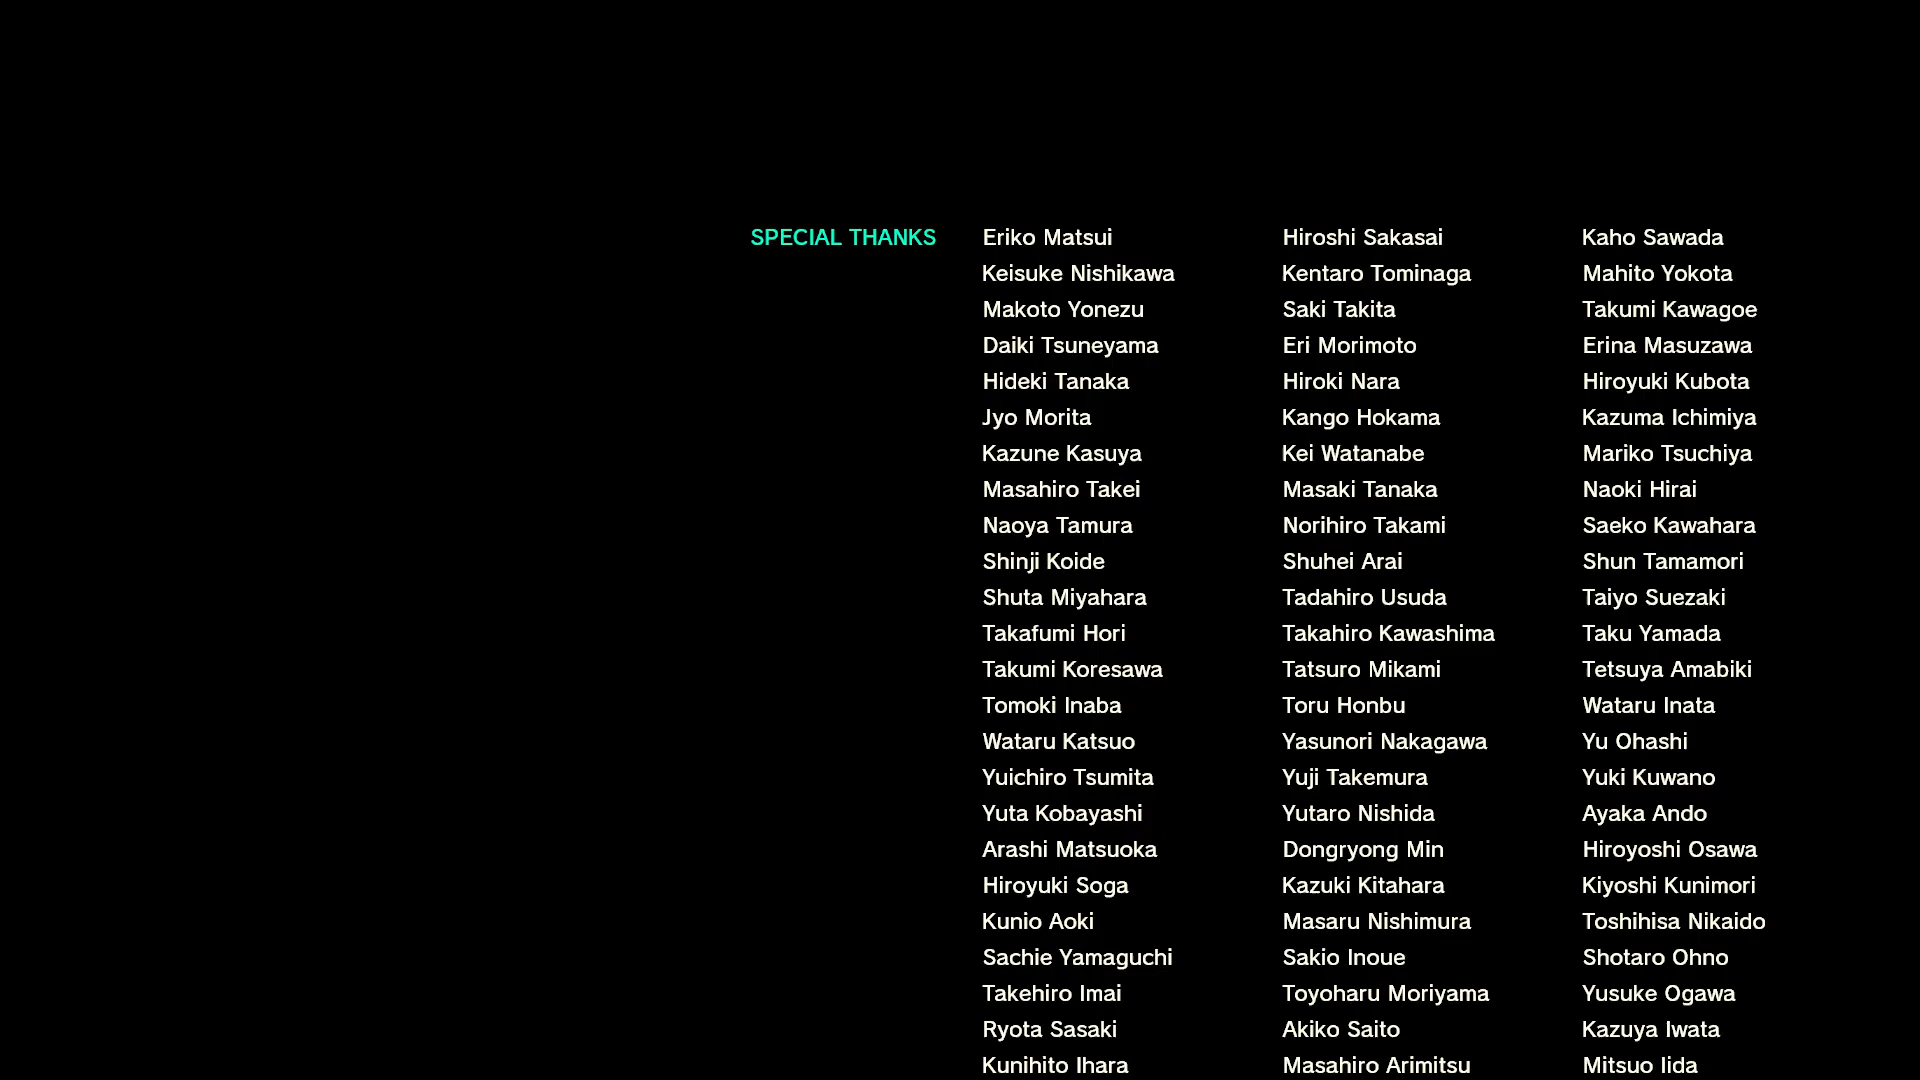 SPECIAL THANKS Eriko Matsui Hiroshi Sakasai Kaho Sawada
Keisuke Nishikawa Kentaro Tominaga Mahito Yokota
Makoto Yonezu Saki Takita Takumi Kawagoe
Daiki Tsuneyama Eri Morimoto Erina Masuzawa
Hideki Tanaka Hiroki Nara Hiroyuki Kubota
Jyo Morita Kango Hokama Kazuma Ichimiya
Kazune Kasuya Kei Watanabe Mariko Tsuchiya
Masahiro Takei Masaki Tanaka Naoki Hirai
Naoya Tamura Norihiro Takami Saeko Kawahara
Shinji Koide Shuhei Arai Shun Tamamori
Shuta Miyahara Tadahiro Usuda Taiyo Suezaki
Takafumi Hori Takahiro Kawashima Taku Yamada
Takumi Koresawa Tatsuro Mikami Tetsuya Amabiki
Tomoki Inaba Toru Honbu Wataru Inata
Wataru Katsuo Yasunori Nakagawa Yu Ohashi
Yuichiro Tsumita Yuji Takemura Yuki Kuwano
Yuta Kobayashi Yutaro Nishida Ayaka Ando
Arashi Matsuoka Dongryong Min Hiroyoshi Osawa
Hiroyuki Soga Kazuki Kitahara Kiyoshi Kunimori
Kunio Aoki Masaru Nishimura Toshihisa Nikaido
Sachie Yamaguchi Sakio Inoue Shotaro Ohno
Takehiro Imai Toyoharu Moriyama Yusuke Ogawa
Ryota Sasaki Akiko Saito Kazuya Iwata
Kunihito Ihara Masahiro Arimitsu Mitsuo Iida